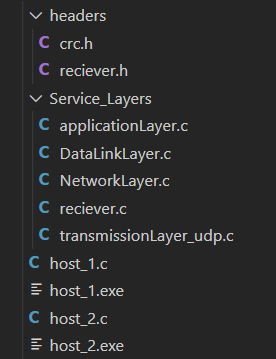 headers
C crc.h
C reciever.h
Service_Layers
C applicationLayer.c
C DataLinkLayer.c
C NetworkLayer.c
C reciever.c
C transmissionLayer_udp.c
C host_1.c
host_1.exe
C host_2.c
host_2.exe